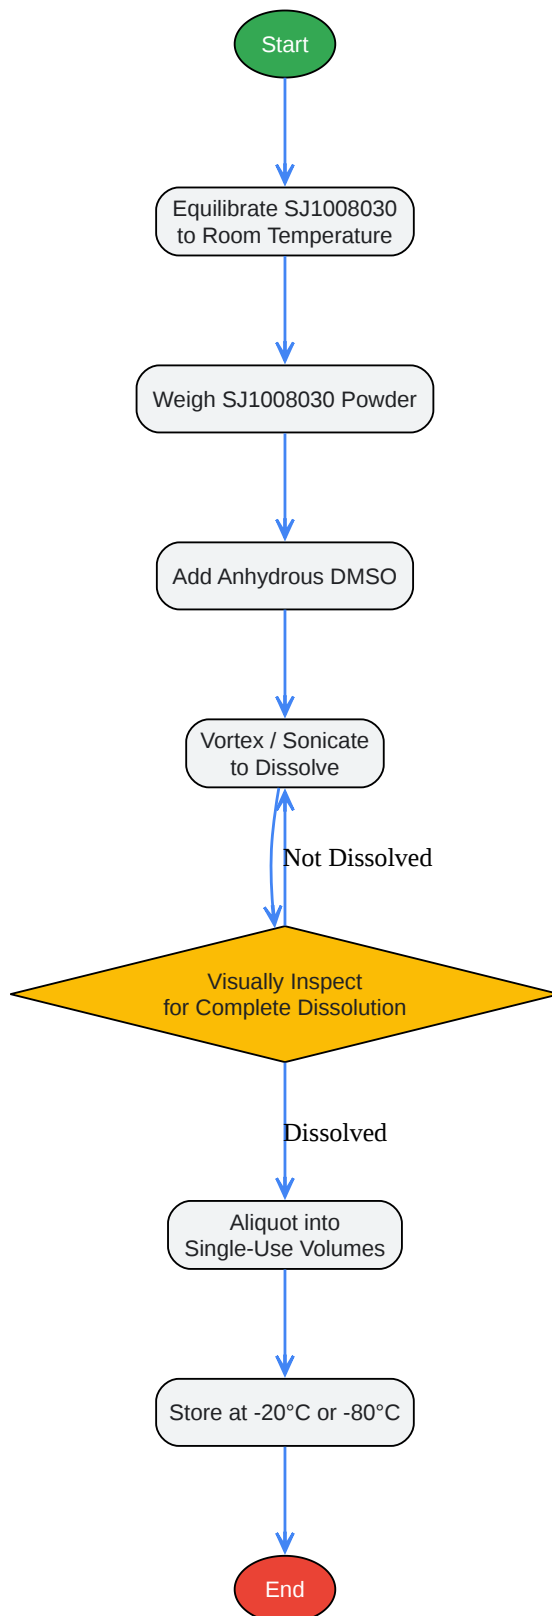 Start
Equilibrate SJ1008030
to Room Temperature
Weigh SJ1008030 Powder
Add Anhydrous DMSO
Vortex / Sonicate
to Dissolve
Not Dissolved
Visually Inspect
for Complete Dissolution
Dissolved
Aliquot into
Single-Use Volumes
Store at -20°C or -80°C
End